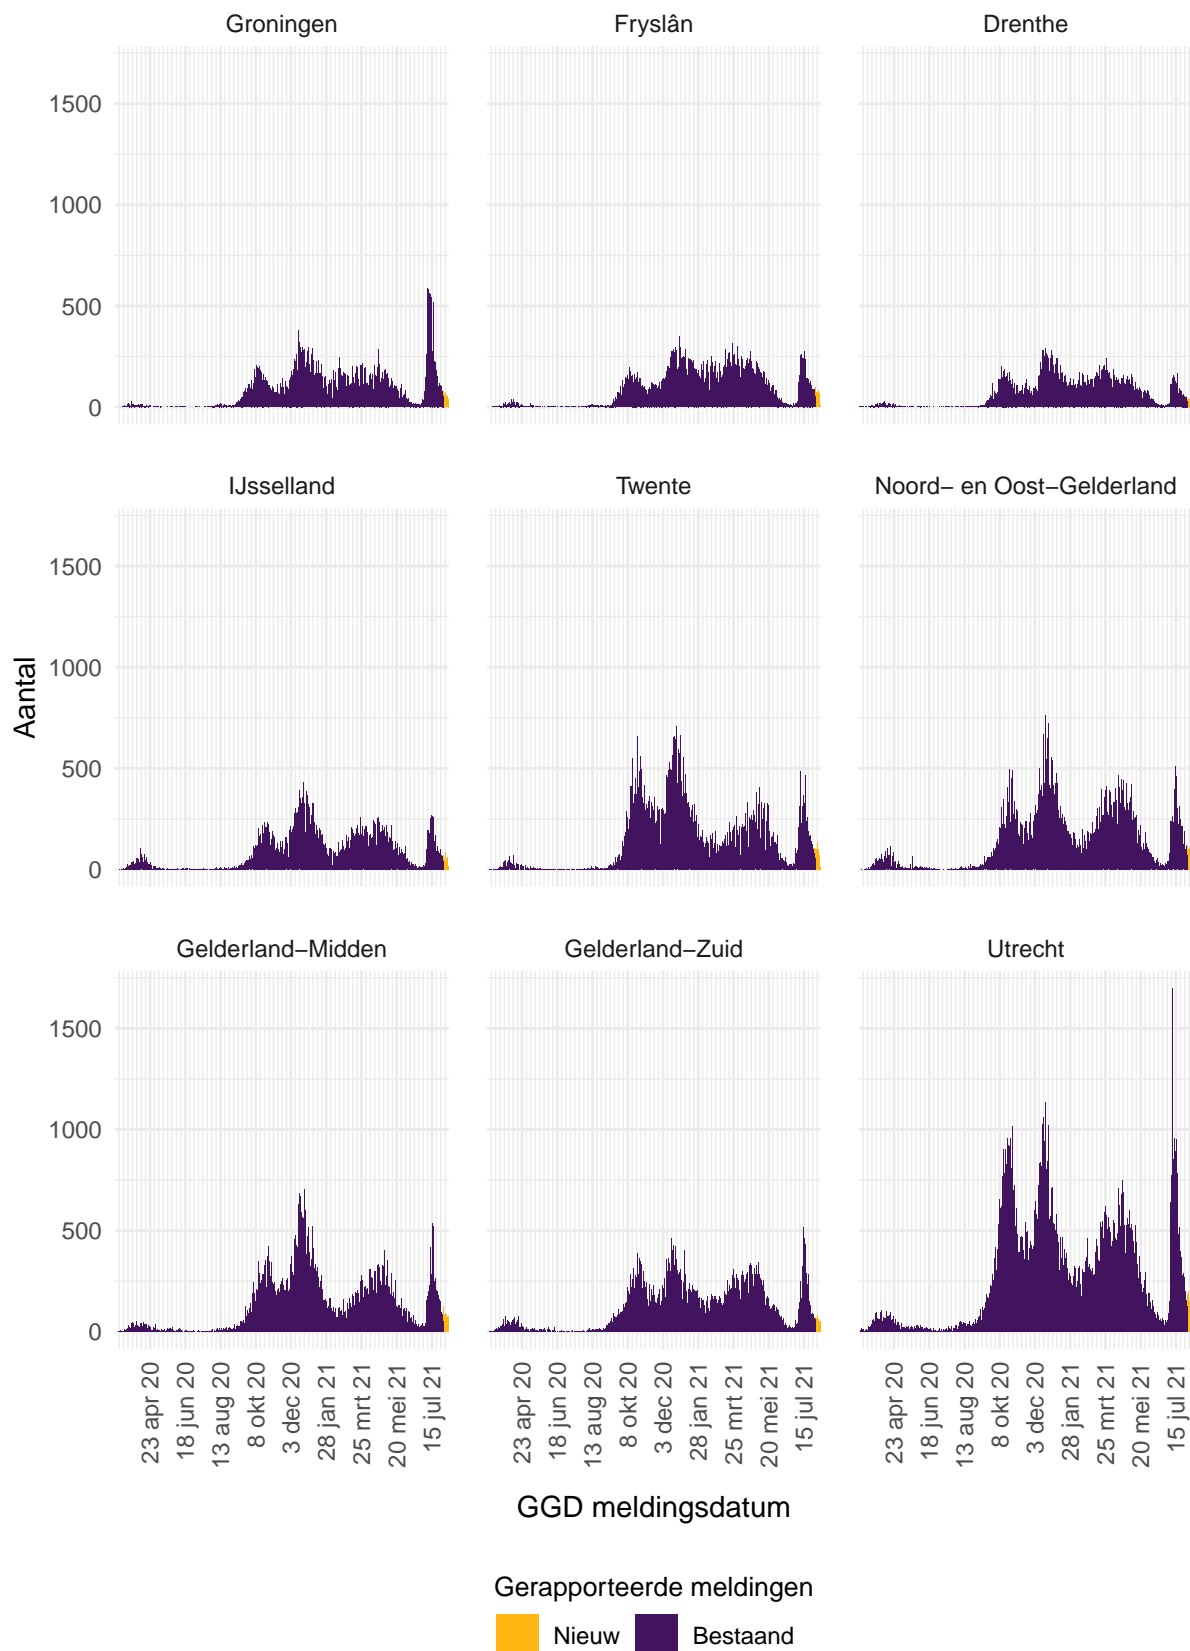 Groningen Fryslân Drenthe
1500
1000
500
0
IJsselland Twente Noord− en Oost−Gelderland
1500
1000
500
0
Aantal
Gelderland−Midden Gelderland−Zuid Utrecht
1500
1000
500
0
23 apr 20 18 jun 20 13 aug 20 8 okt 20 3 dec 20 28 jan 21 25 mrt 21 20 mei 21 15 jul 21 23 apr 20 18 jun 20 13 aug 20 8 okt 20 3 dec 20 28 jan 21 25 mrt 21 20 mei 21 15 jul 21 23 apr 20 18 jun 20 13 aug 20 8 okt 20 3 dec 20 28 jan 21 25 mrt 21 20 mei 21 15 jul 21
GGD meldingsdatum
Gerapporteerde meldingen
Nieuw Bestaand